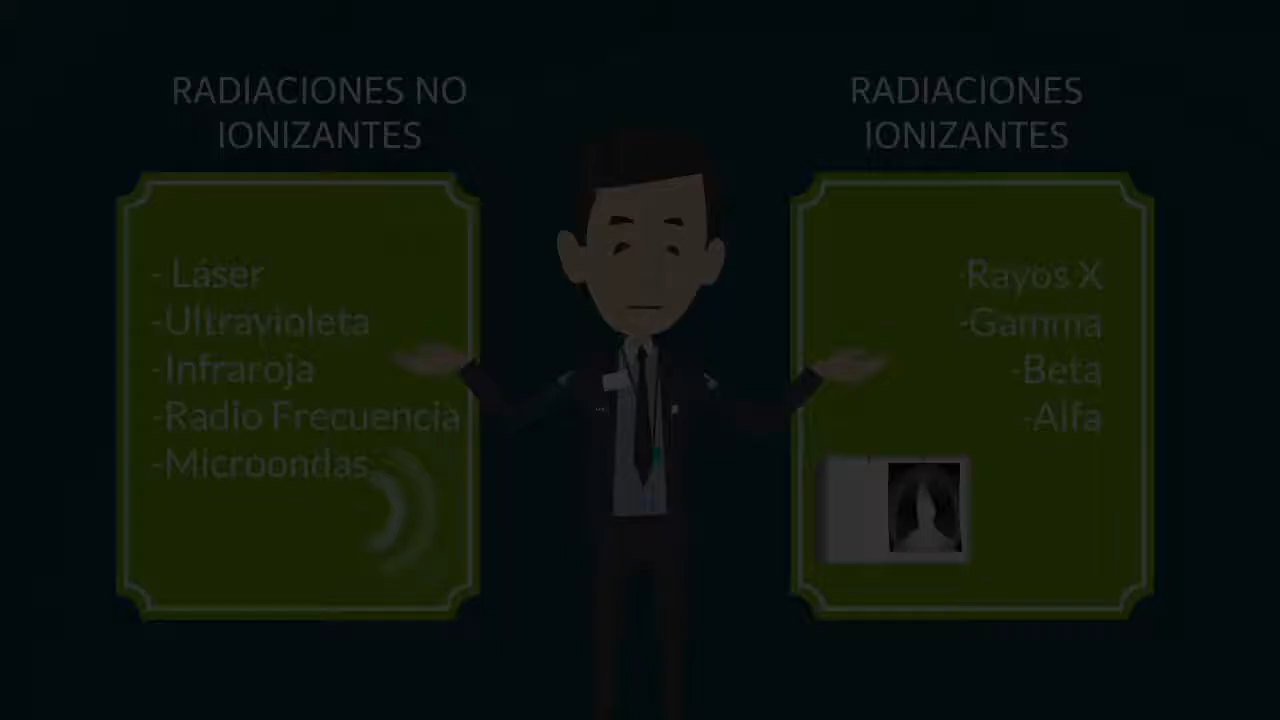 RADIACIONES NO
IONIZANTES
- Láser
-Ultravioleta
-Infraroja
-Radio Frecuencia
-Microondas
RADIACIONES
IONIZANTES
-Rayos X
-Gamma
-Beta
-Alfa